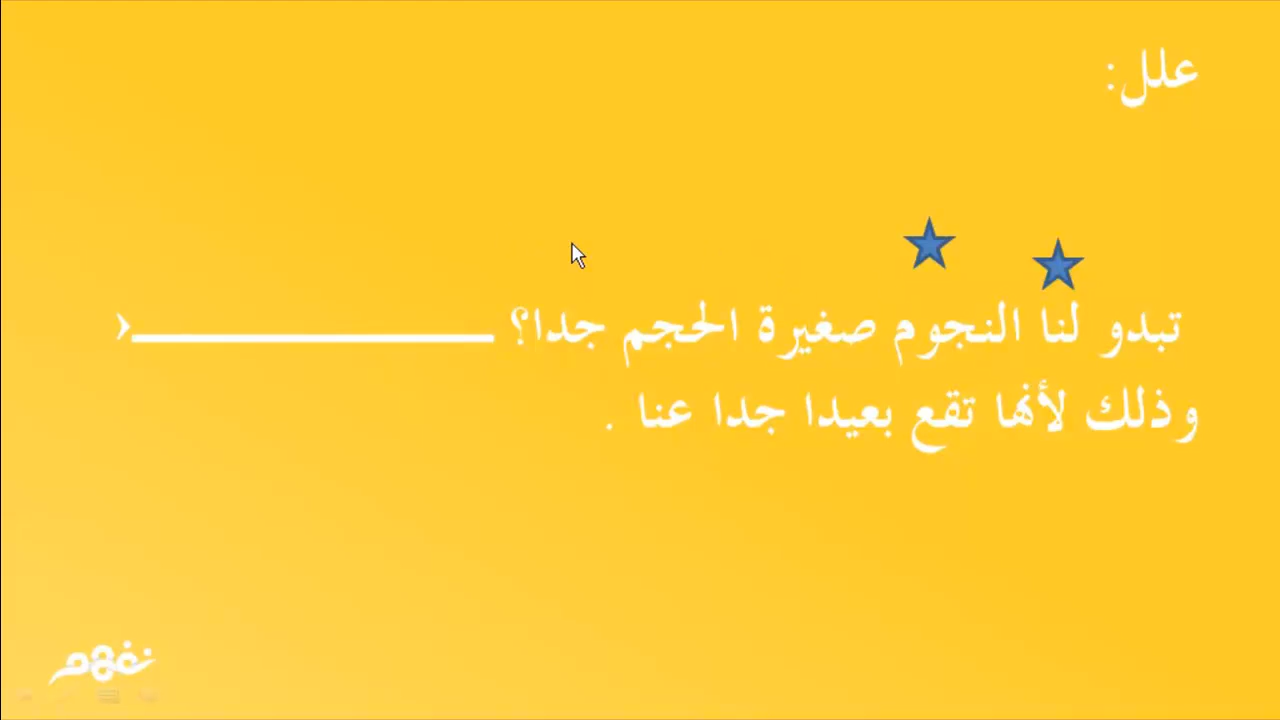 علل:
تبدو لنا النجوم صغيرة الحجم جدا؟
وذلك لأنها تقع بعيدا جدا عنا .
نفهم